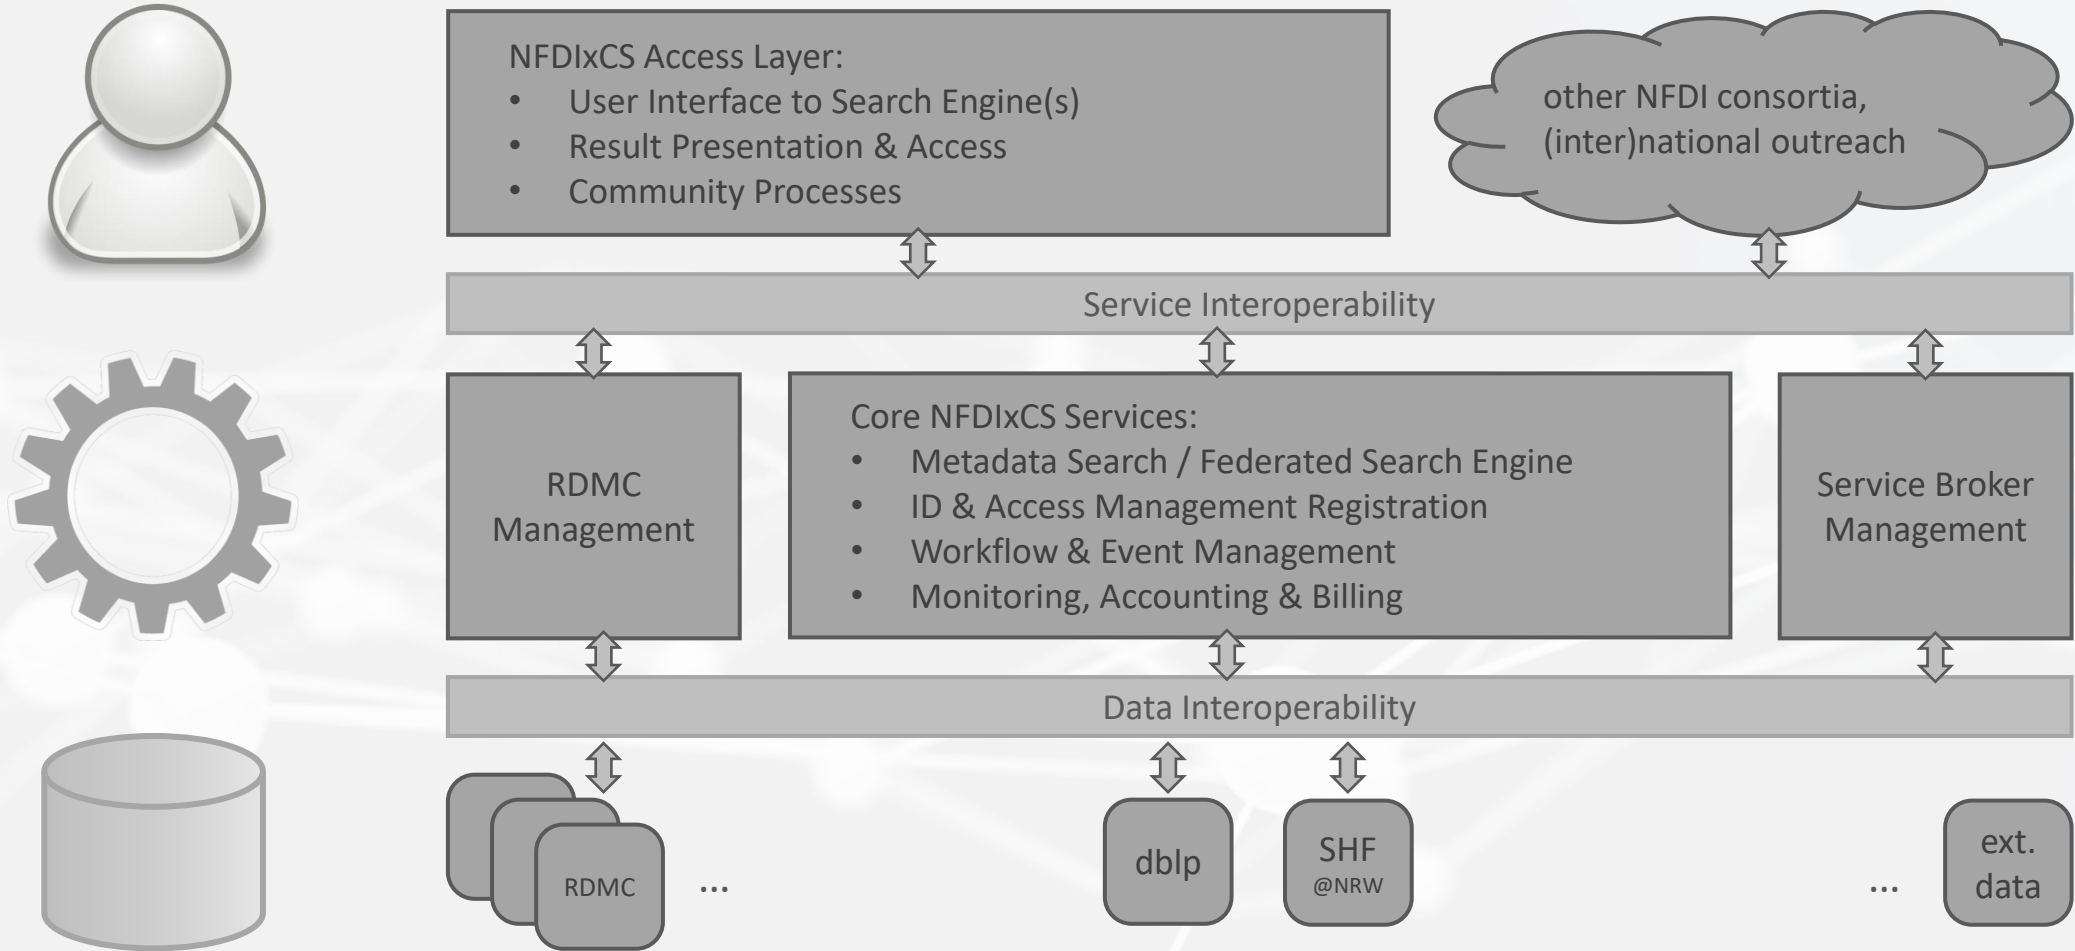 NFDIxCS Access Layer:
• User Interface to Search Engine(s)
• Result Presentation & Access
• Community Processes
other NFDI consortia,
(inter)national outreach
Service Interoperability
RDMC
Management
Core NFDIxCS Services:
• Metadata Search / Federated Search Engine
• ID & Access Management Registration
• Workflow & Event Management
• Monitoring, Accounting & Billing
Service Broker
Management
Data Interoperability
RDMC
...
dblp
SHF
@NRW
...
ext.
data